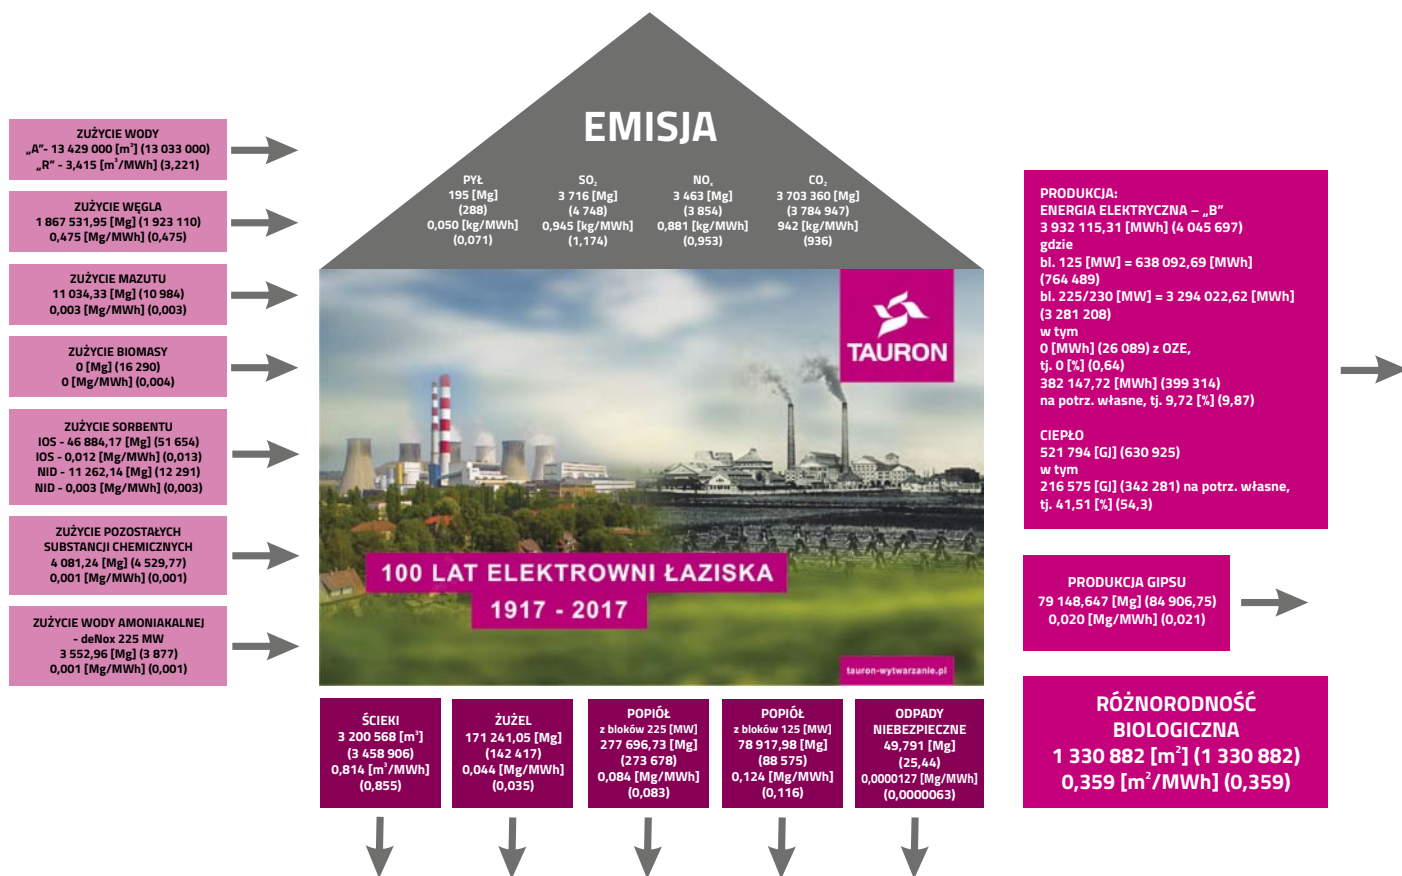 EMISJA
PYŁ
195 [Mg]
(288)
0,050 [kg/MWh]
(0,071)
SO₂
3 716 [Mg]
(4 748)
0,945 [kg/MWh]
(1,174)
NOₓ
3 463 [Mg]
(3 854)
0,881 [kg/MWh]
(0,953)
CO₂
3 703 360 [Mg]
(3 784 947)
942 [kg/MWh]
(936)
ZUŻYCIE WODY
„A”- 13 429 000 [m³] (13 033 000)
„R” - 3,415 [m³/MWh] (3,221)
ZUŻYCIE WĘGLA
1 867 531,95 [Mg] (1 923 110)
0,475 [Mg/MWh] (0,475)
ZUŻYCIE MAZUTU
11 034,33 [Mg] (10 984)
0,003 [Mg/MWh] (0,003)
ZUŻYCIE BIOMASY
0 [Mg] (16 290)
0 [Mg/MWh] (0,004)
ZUŻYCIE SORBENTU
IOS - 46 884,17 [Mg] (51 654)
IOS - 0,012 [Mg/MWh] (0,013)
NID - 11 262,14 [Mg] (12 291)
NID - 0,003 [Mg/MWh] (0,003)
ZUŻYCIE POZOSTAŁYCH
SUBSTANCJI CHEMICZNYCH
4 081,24 [Mg] (4 529,77)
0,001 [Mg/MWh] (0,001)
ZUŻYCIE WODY AMONIAKALNEJ
- deNox 225 MW
3 552,96 [Mg] (3 877)
0,001 [Mg/MWh] (0,001)
TAURON
100 LAT ELEKTROWNI ŁAZISKA
1917 - 2017
tauron-wytwarzanie.pl
PRODUKCJA:
ENERGIA ELEKTRYCZNA – „B”
3 932 115,31 [MWh] (4 045 697)
gdzie
bl. 125 [MW] = 638 092,69 [MWh]
(764 489)
bl. 225/230 [MW] = 3 294 022,62 [MWh]
(3 281 208)
w tym
0 [MWh] (26 089) z OZE,
tj. 0 [%] (0,64)
382 147,72 [MWh] (399 314)
na potrz. własne, tj. 9,72 [%] (9,87)
CIEPŁO
521 794 [GJ] (630 925)
w tym
216 575 [GJ] (342 281) na potrz. własne,
tj. 41,51 [%] (54,3)
PRODUKCJA GIPSU
79 148,647 [Mg] (84 906,75)
0,020 [Mg/MWh] (0,021)
RÓŻNORODNOŚĆ
BIOLOGICZNA
1 330 882 [m²] (1 330 882)
0,359 [m²/MWh] (0,359)
ŚCIEKI
3 200 568 [m³]
(3 458 906)
0,814 [m³/MWh]
(0,855)
ŻUŻEL
171 241,05 [Mg]
(142 417)
0,044 [Mg/MWh]
(0,035)
POPIÓŁ
z bloków 225 [MW]
277 696,73 [Mg]
(273 678)
0,084 [Mg/MWh]
(0,083)
POPIÓŁ
z bloków 125 [MW]
78 917,98 [Mg]
(88 575)
0,124 [Mg/MWh]
(0,116)
ODPADY
NIEBEZPIECZNE
49,791 [Mg]
(25,44)
0,0000127 [Mg/MWh]
(0,0000063)